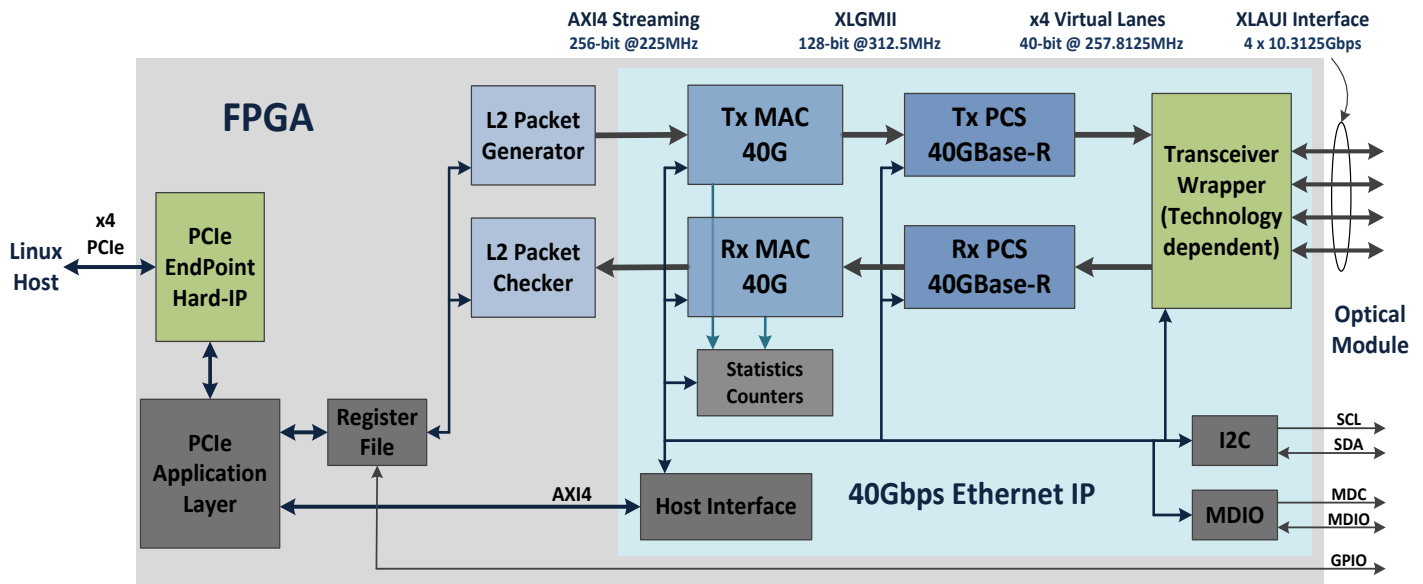 AXI4 Streaming
256-bit @225MHz
XLGMII
128-bit @312.5MHz
x4 Virtual Lanes
40-bit @ 257.8125MHz
XLAUI Interface
4 x 10.3125Gbps
FPGA
L2 Packet
Generator
Tx MAC
40G
Tx PCS
40GBase-R
Transceiver
Wrapper
(Technology
dependent)
x4
PCIe
Linux
Host
PCIe
EndPoint
Hard-IP
L2 Packet
Checker
Rx MAC
40G
Rx PCS
40GBase-R
Optical
Module
Statistics
Counters
PCIe
Application
Layer
Register
File
I2C
SCL
SDA
AXI4
Host Interface
40Gbps Ethernet IP
MDIO
MDC
MDIO
GPIO